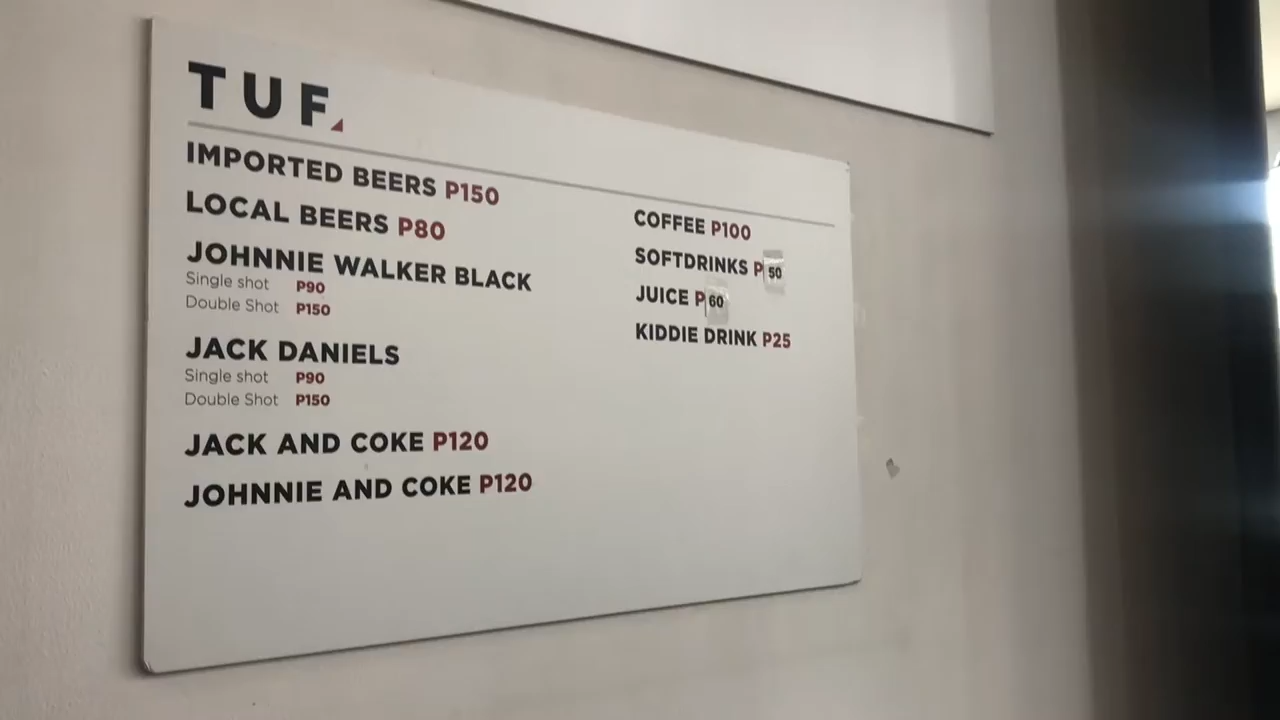 TUF
IMPORTED BEERS P150
LOCAL BEERS P80
JOHNNIE WALKER BLACK
Single shot P90
Double Shot P150
JACK DANIELS
Single shot P90
Double Shot P150
JACK AND COKE P120
JOHNNIE AND COKE P120
COFFEE P100
SOFTDRINKS P50
JUICE P60
KIDDIE DRINK P25